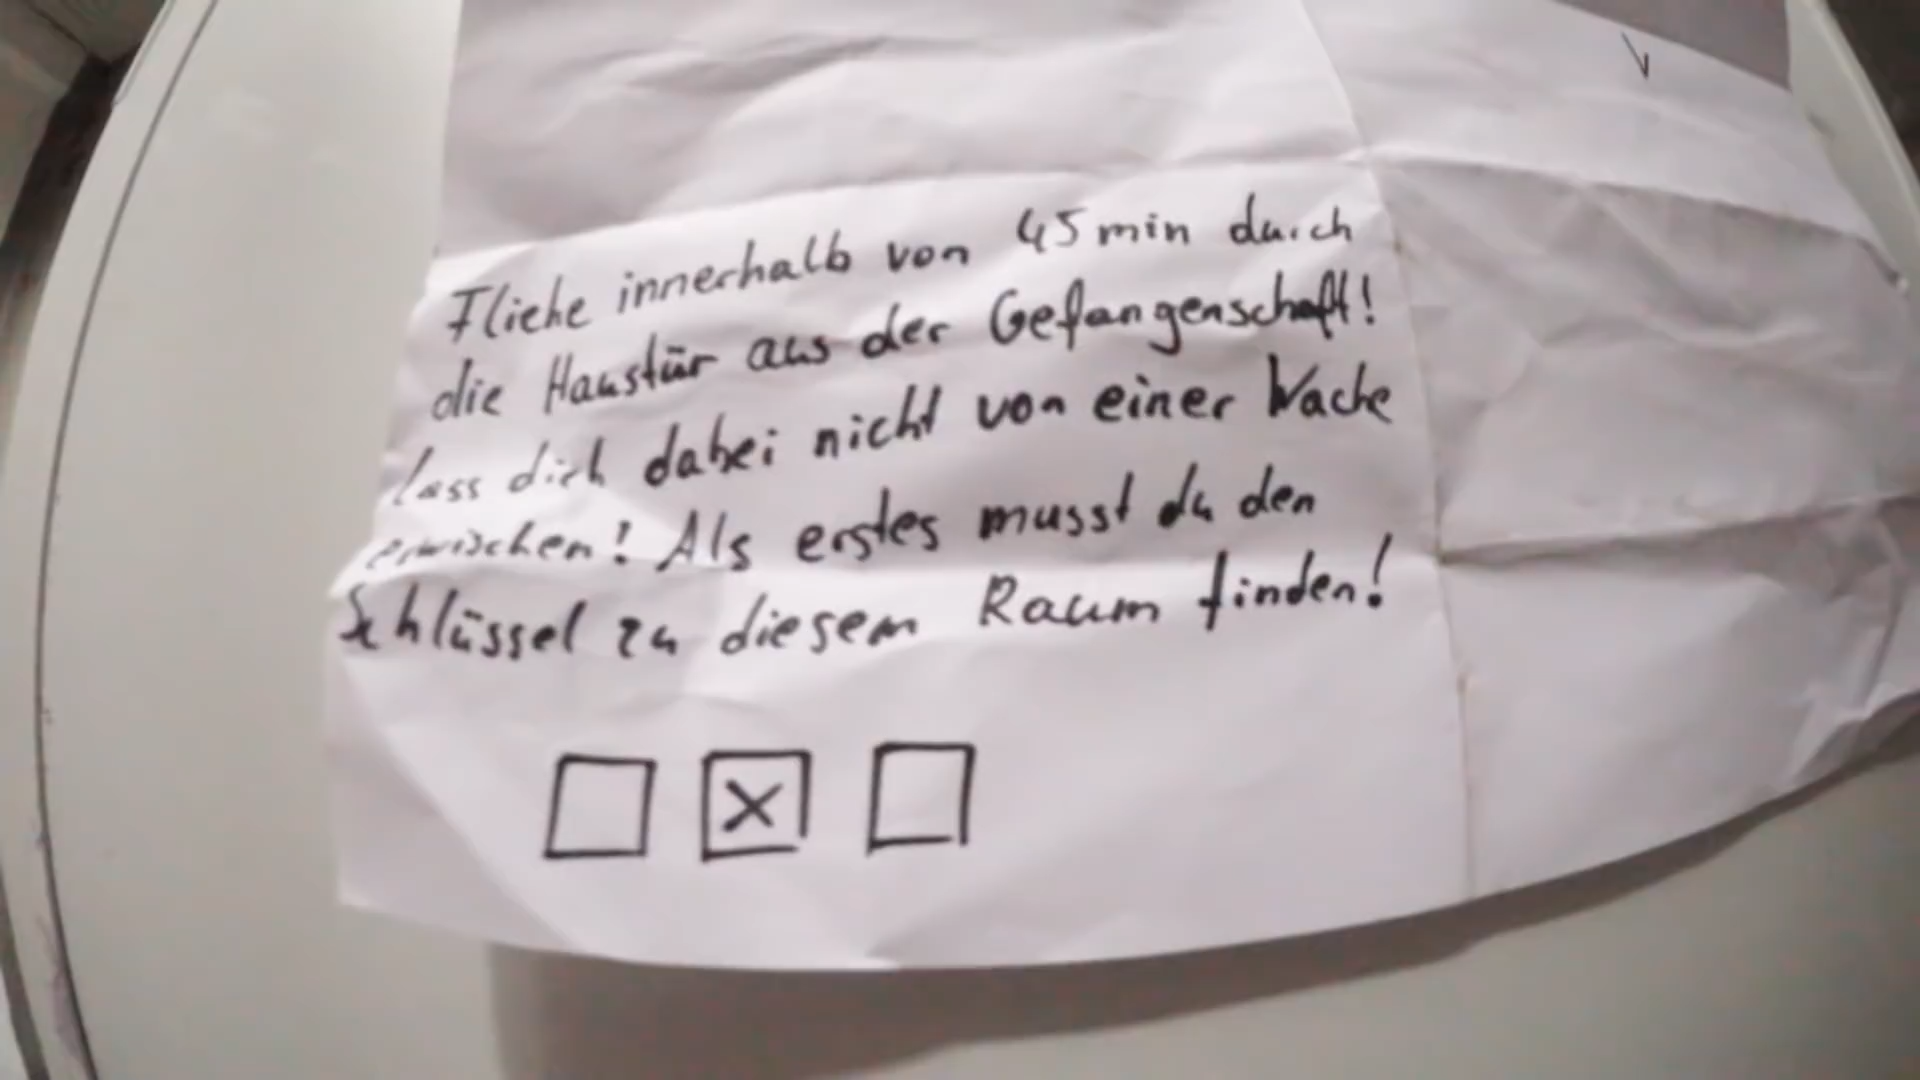 Fliehe innerhalb von 45min durch
die Haustür aus der Gefangenschaft!
lass dich dabei nicht von einer Wache
erwischen! Als erstes musst du den
Schlüssel zu diesem Raum finden!